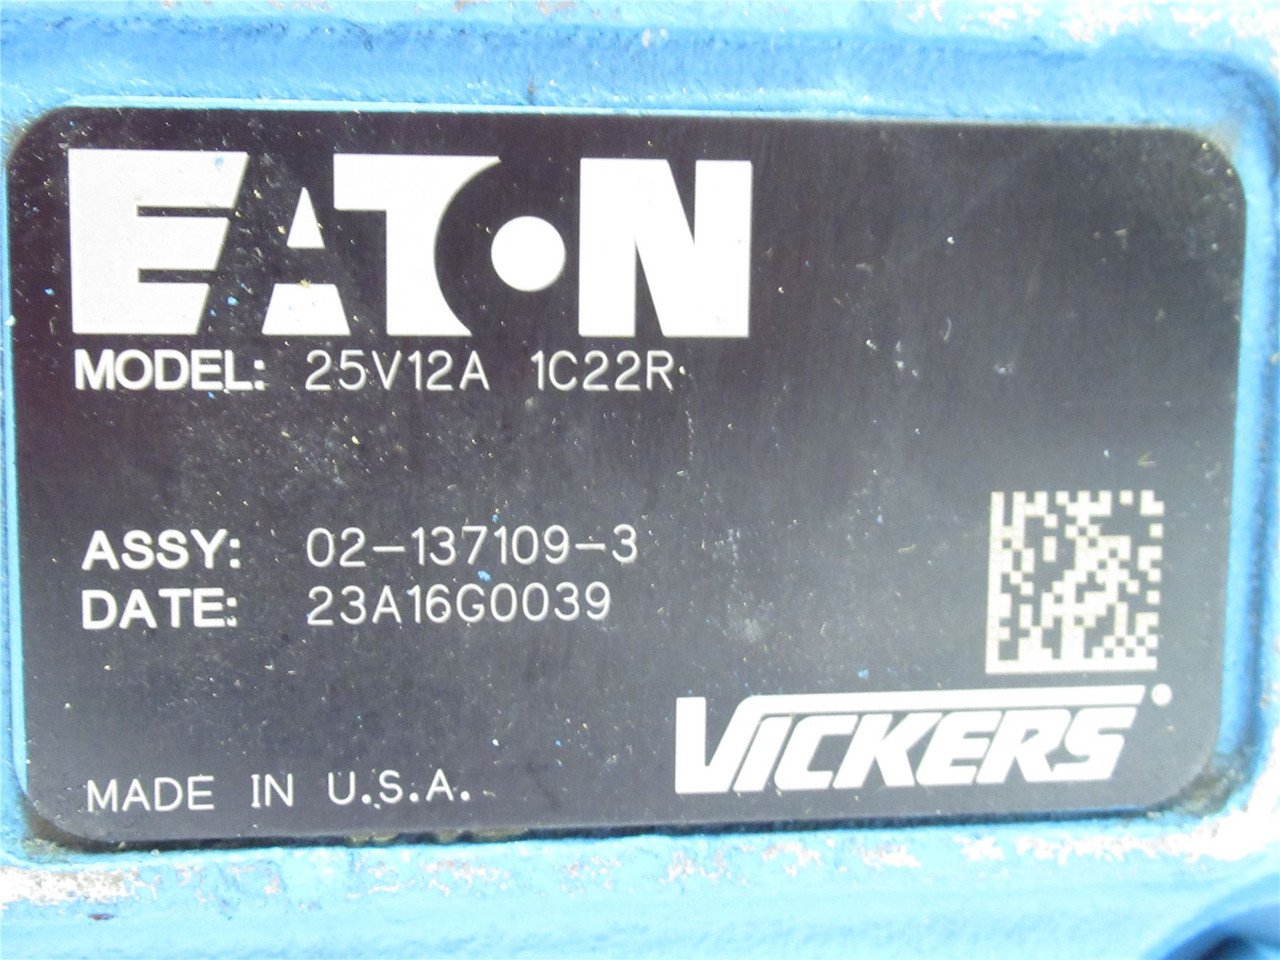 EATON
MODEL: 25V12A 1C22R
ASSY: 02-137109-3
DATE: 23A16G0039
VICKERS
MADE IN U.S.A.